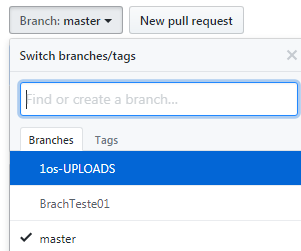 Branch: master New pull request
Switch branches/tags
Find or create a branch...
Branches Tags
1os-UPLOADS
BrachTeste01
master